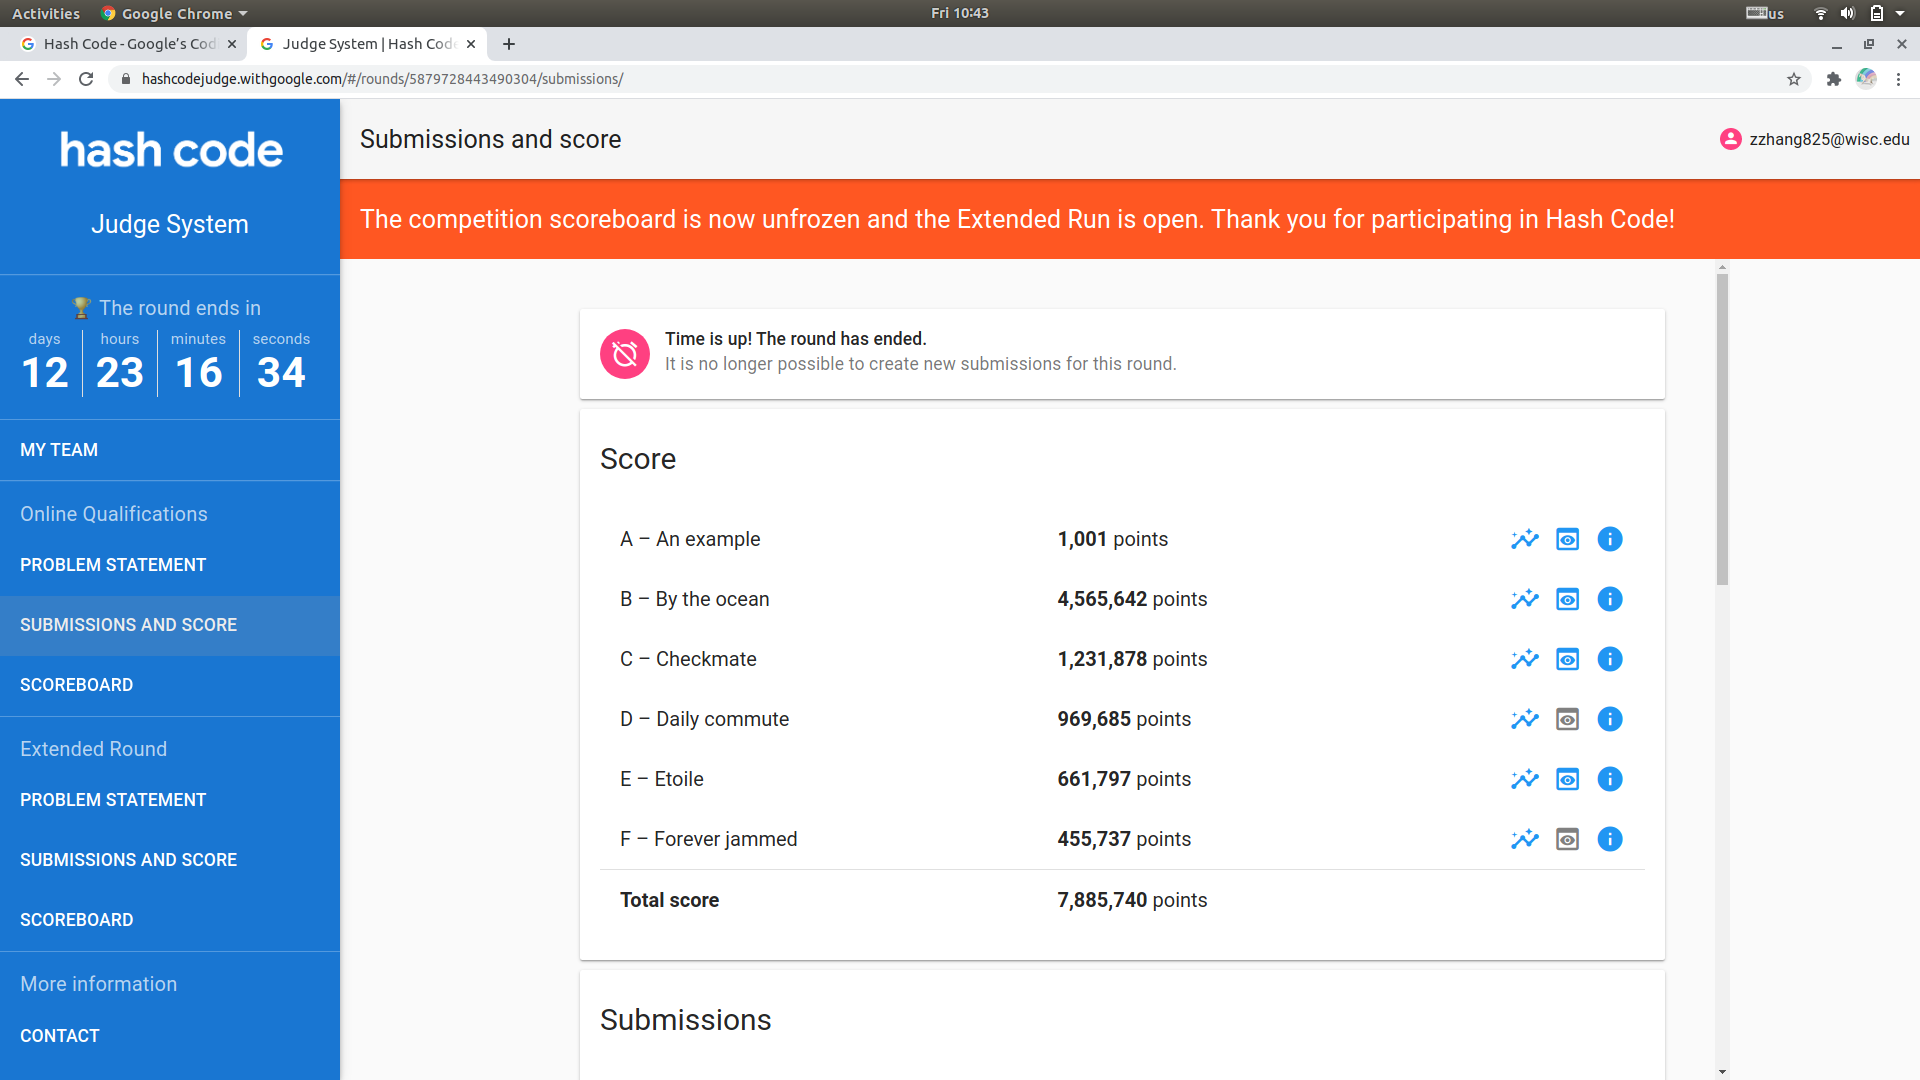 Activities Google Chrome Fri 10:43 us
Hash Code - Google's Cod Judge System | Hash Code
hashcodejudge.withgoogle.com/#/rounds/5879728443490304/submissions/
hash code
Judge System
The round ends in
days hours minutes seconds
12 23 16 34
MY TEAM
Online Qualifications
PROBLEM STATEMENT
SUBMISSIONS AND SCORE
SCOREBOARD
Extended Round
PROBLEM STATEMENT
SUBMISSIONS AND SCORE
SCOREBOARD
More information
CONTACT
Submissions and score
zzhang825@wisc.edu
The competition scoreboard is now unfrozen and the Extended Run is open. Thank you for participating in Hash Code!
Time is up! The round has ended.
It is no longer possible to create new submissions for this round.
Score
A – An example 1,001 points
B – By the ocean 4,565,642 points
C – Checkmate 1,231,878 points
D – Daily commute 969,685 points
E – Etoile 661,797 points
F – Forever jammed 455,737 points
Total score 7,885,740 points
Submissions